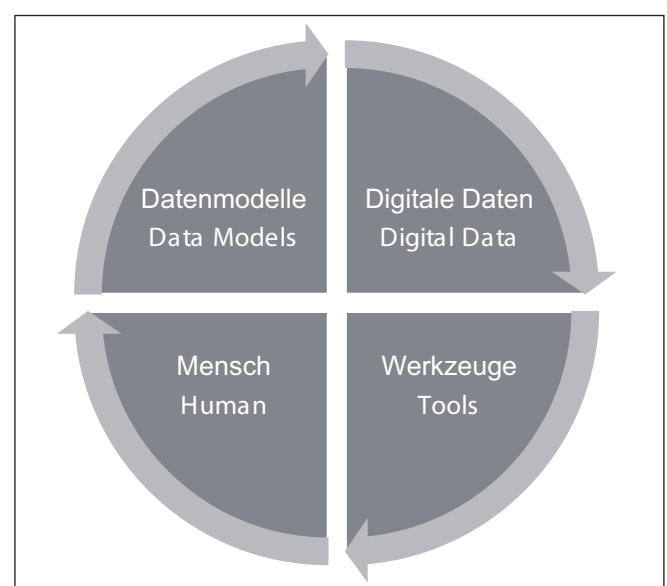 Datenmodelle
Data Models
Digitale Daten
Digital Data
Mensch
Human
Werkzeuge
Tools